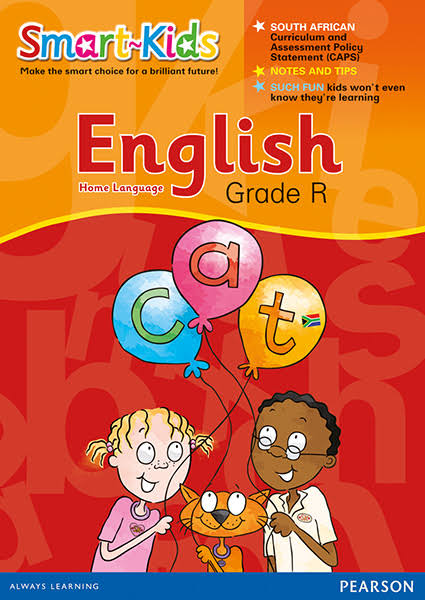 Smart~Kids
Make the smart choice for a brilliant future!
SOUTH AFRICAN
Curriculum and
Assessment Policy
Statement (CAPS)
NOTES AND TIPS
SUCH FUN kids won't even
know they're learning
English
Home Language
Grade R
c a t
ALWAYS LEARNING
PEARSON